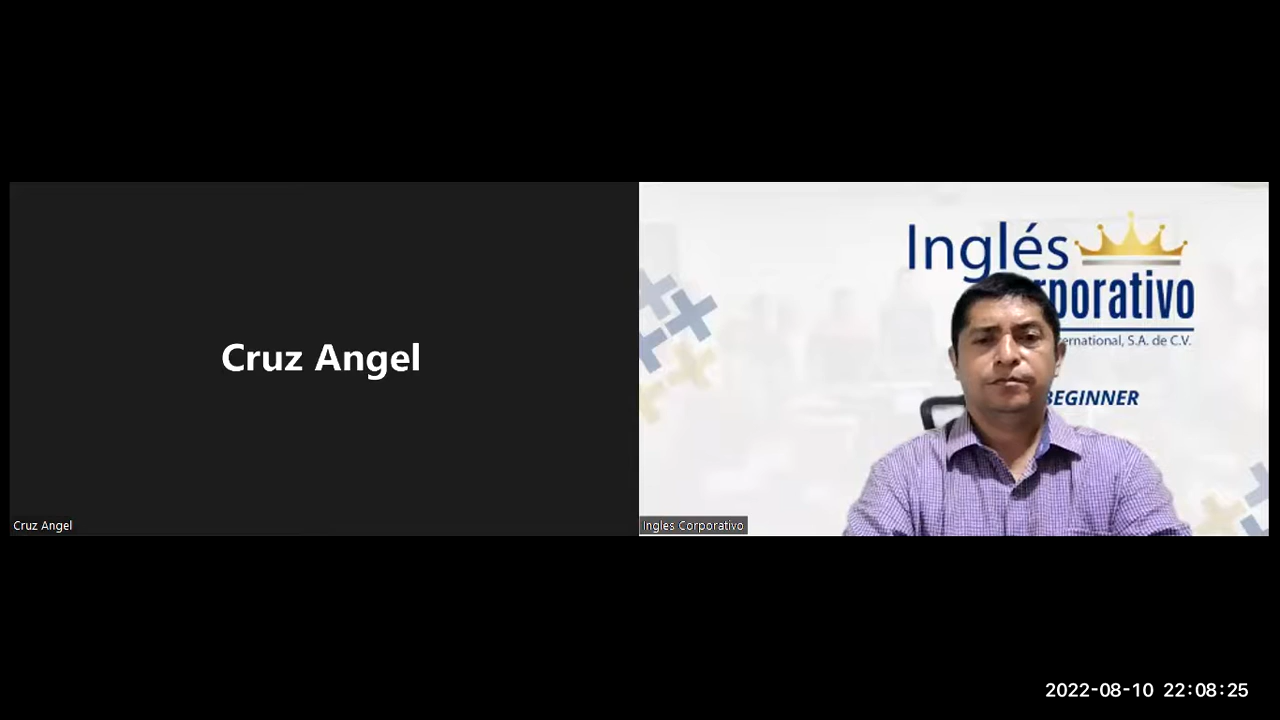 Cruz Angel
Cruz Angel
Inglés
rporativo
ernational, S.A. de C.V.
BEGINNER
Ingles Corporativo
2022-08-10 22:08:25